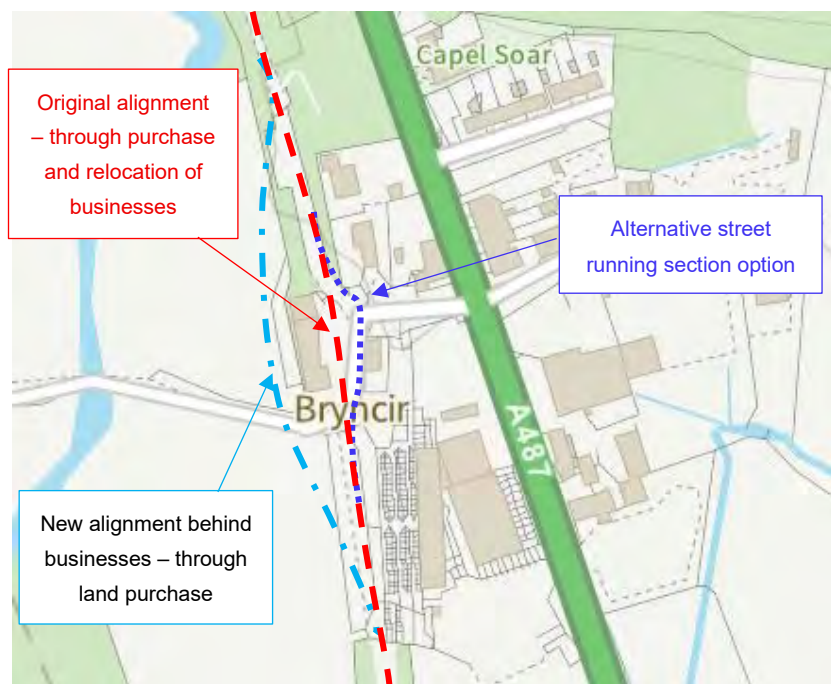 Capel Soar
Original alignment
– through purchase
and relocation of
businesses
Alternative street
running section option
Bryncir
A487
New alignment behind
businesses – through
land purchase